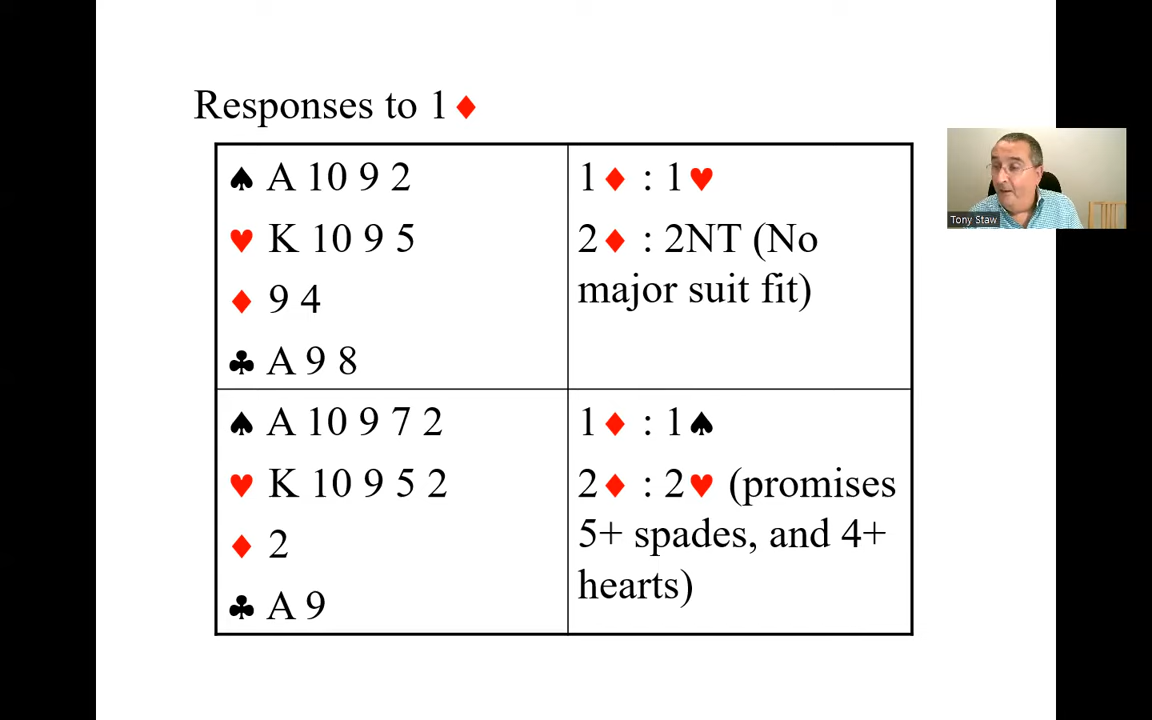 Responses to 1♦
♠ A 10 9 2
♥ K 10 9 5
♦ 9 4
♣ A 9 8
1♦ : 1♥
2♦ : 2NT (No
major suit fit)
♠ A 10 9 7 2
♥ K 10 9 5 2
♦ 2
♣ A 9
1♦ : 1♠
2♦ : 2♥ (promises
5+ spades, and 4+
hearts)
Tony Staw